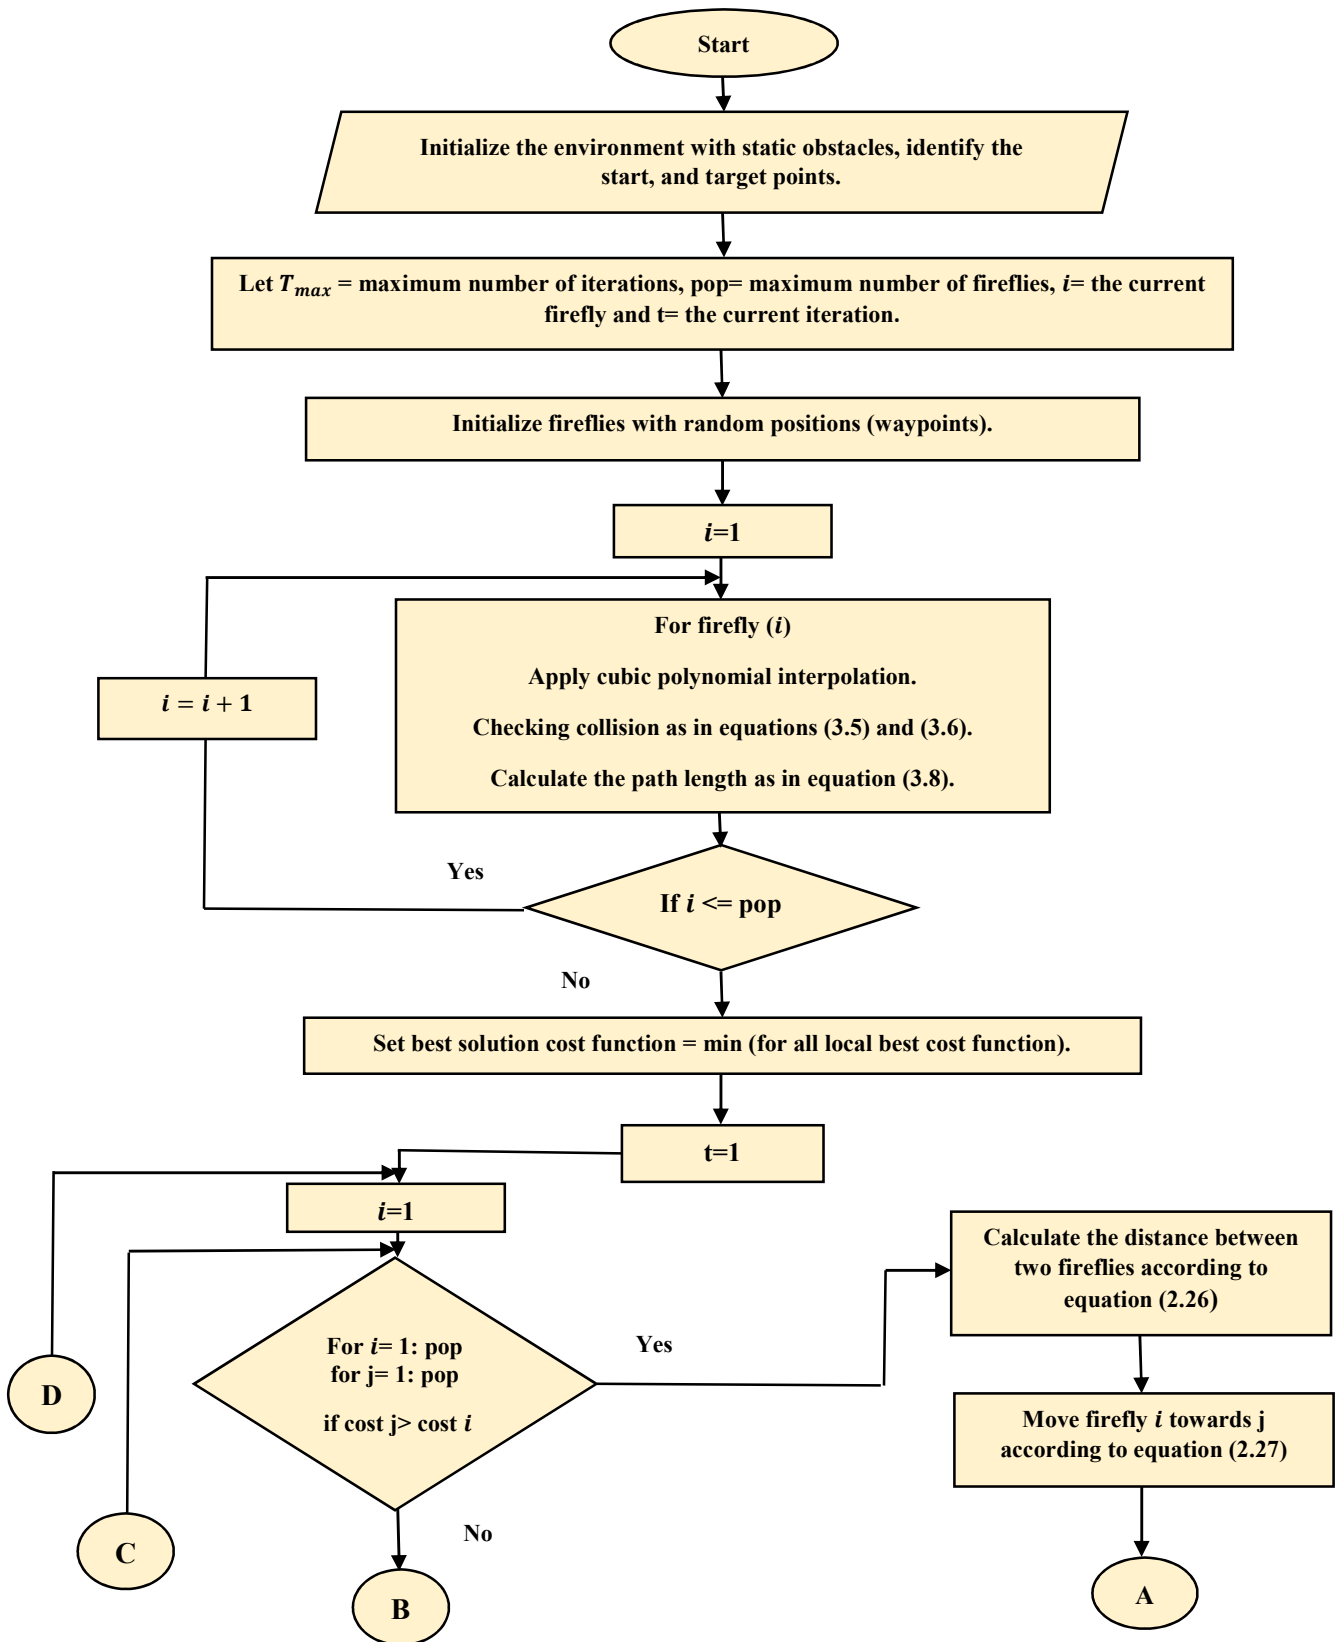 Start
Initialize the environment with static obstacles, identify the
start, and target points.
Let T_max = maximum number of iterations, pop= maximum number of fireflies, i= the current
firefly and t= the current iteration.
Initialize fireflies with random positions (waypoints).
i=1
For firefly (i)
Apply cubic polynomial interpolation.
i = i + 1
Checking collision as in equations (3.5) and (3.6).
Calculate the path length as in equation (3.8).
Yes
If i <= pop
No
Set best solution cost function = min (for all local best cost function).
t=1
i=1
Calculate the distance between
two fireflies according to
equation (2.26)
For i= 1: pop
for j= 1: pop
if cost j> cost i
Yes
D
Move firefly i towards j
according to equation (2.27)
No
C
B
A